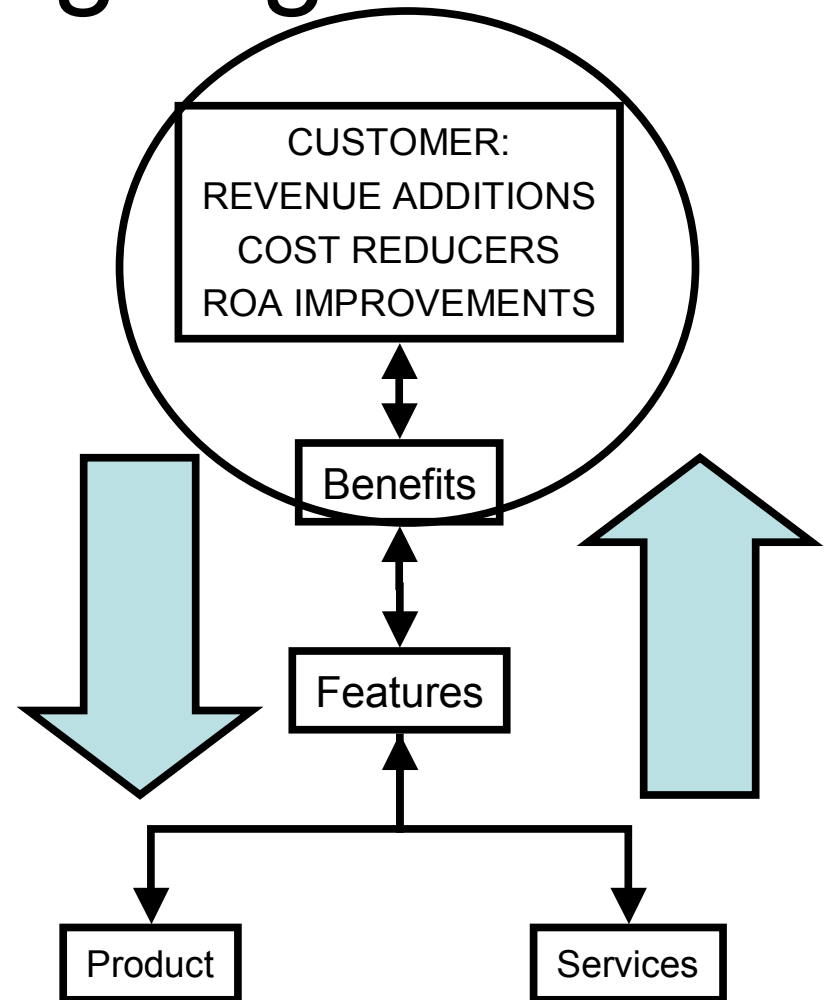 CUSTOMER:
REVENUE ADDITIONS
COST REDUCERS
ROA IMPROVEMENTS
Benefits
Features
Product
Services